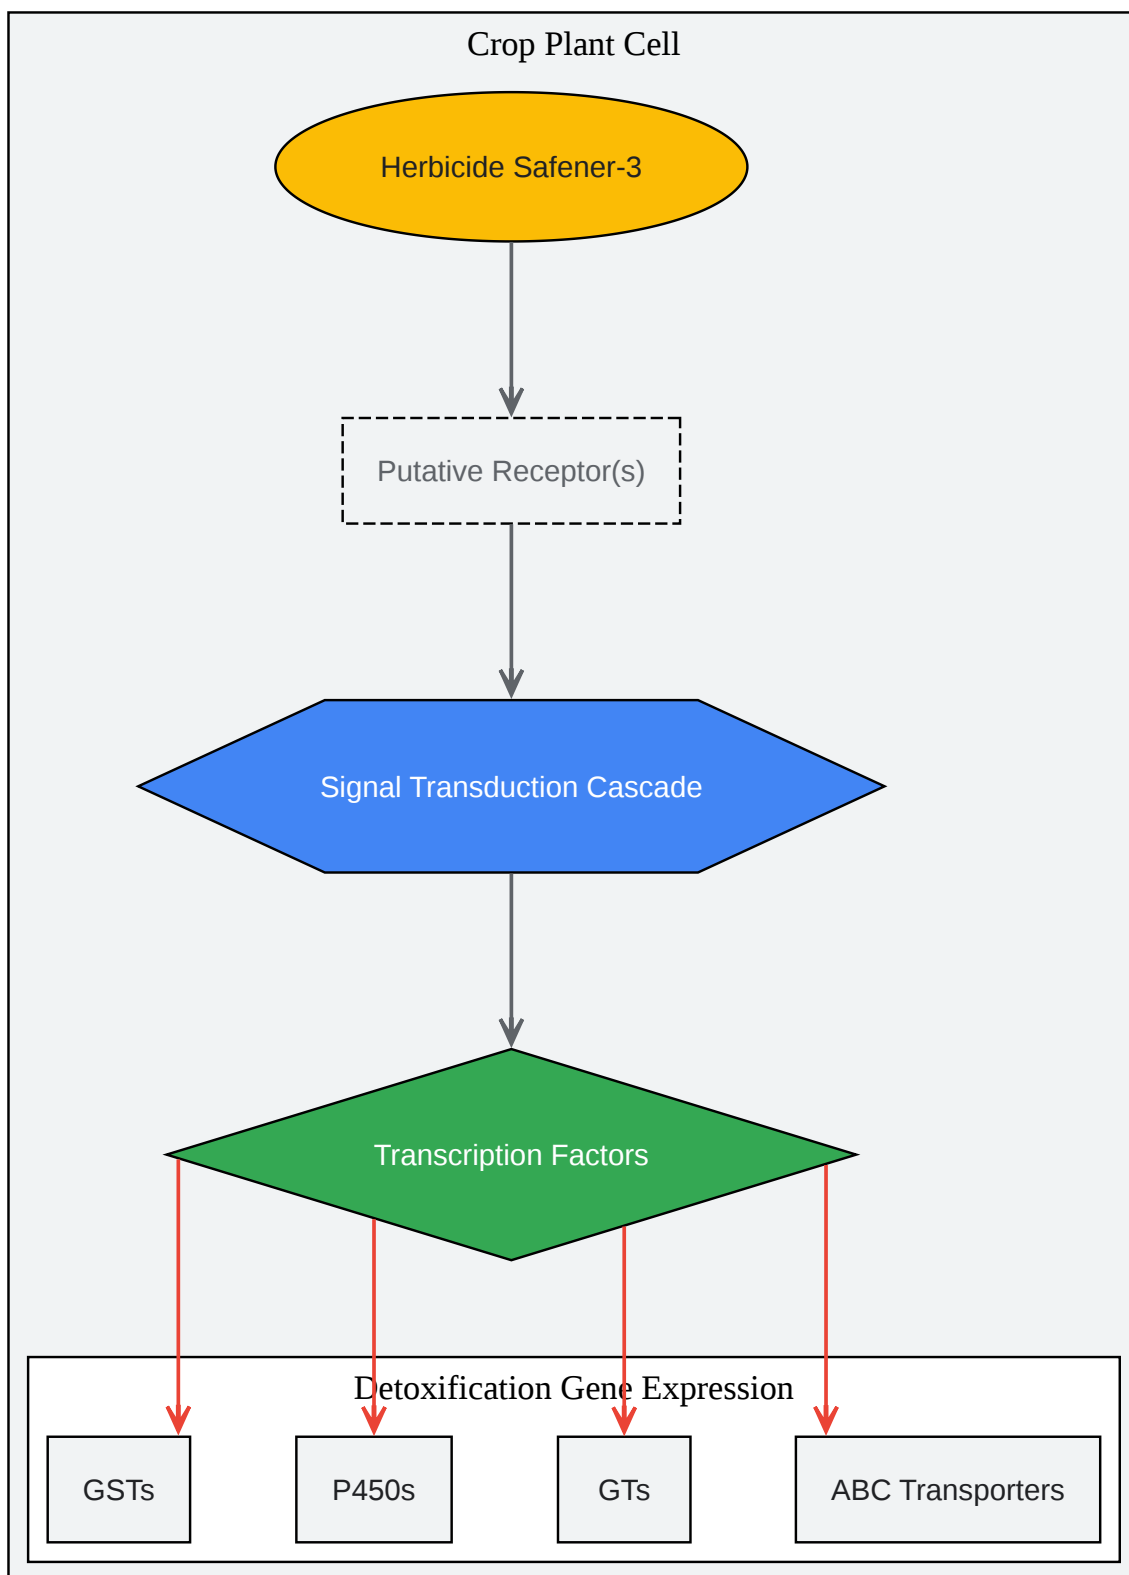 Crop Plant Cell
Herbicide Safener-3
Putative Receptor(s)
Signal Transduction Cascade
Transcription Factors
Detoxification Gene Expression
GSTs
P450s
GTs
ABC Transporters